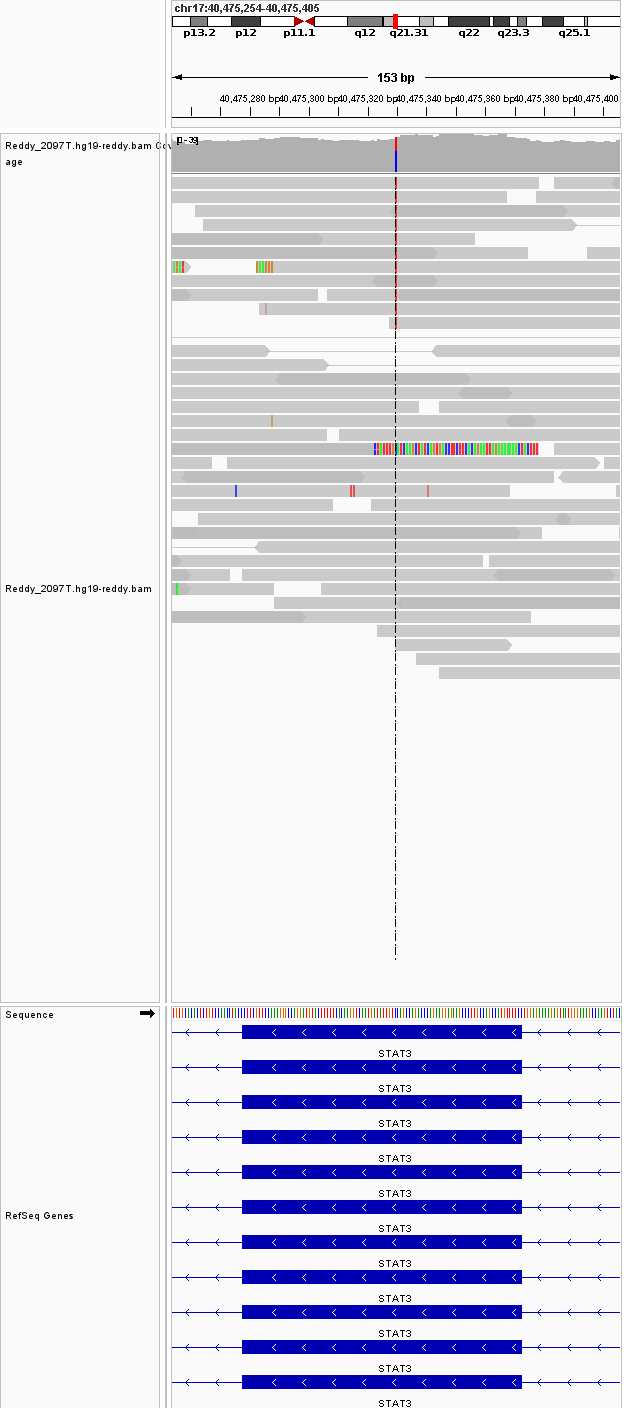 chr17:40,475,254-40,475,405
p13.2 p12 p11.1 q12 q21.31 q22 q23.3 q25.1
153 bp
40,475,280 bp 40,475,300 bp 40,475,320 bp 40,475,340 bp 40,475,360 bp 40,475,380 bp 40,475,400
Reddy_2097T.hg19-reddy.bam Cov
age
Reddy_2097T.hg19-reddy.bam
Sequence
STAT3
STAT3
STAT3
STAT3
STAT3
RefSeq Genes
STAT3
STAT3
STAT3
STAT3
STAT3
STAT3